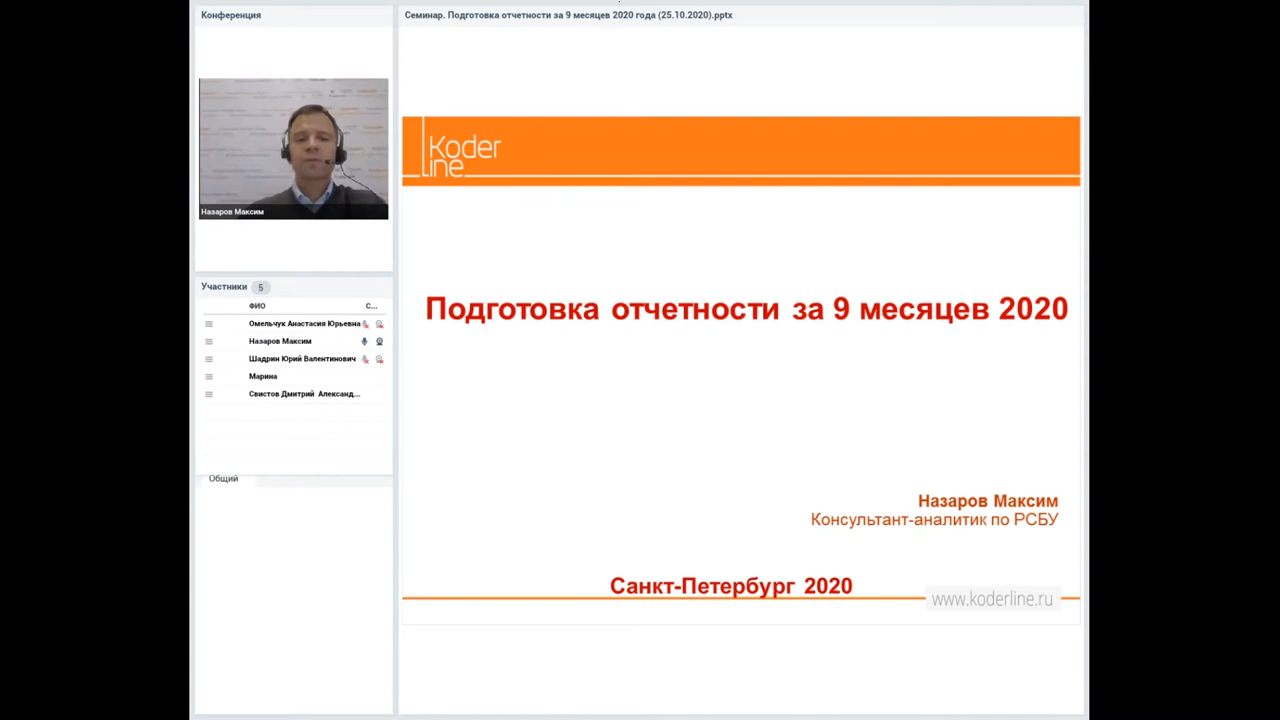 Конференция
Семинар. Подготовка отчетности за 9 месяцев 2020 года (25.10.2020).pptx
Назаров Максим
Участники 5
ФИО С...
Омельчук Анастасия Юрьевна
Назаров Максим
Шадрин Юрий Валентинович
Марина
Свистов Дмитрий Александ...
Общий
Koder
line
Подготовка отчетности за 9 месяцев 2020
Назаров Максим
Консультант-аналитик по РСБУ
Санкт-Петербург 2020
www.koderline.ru